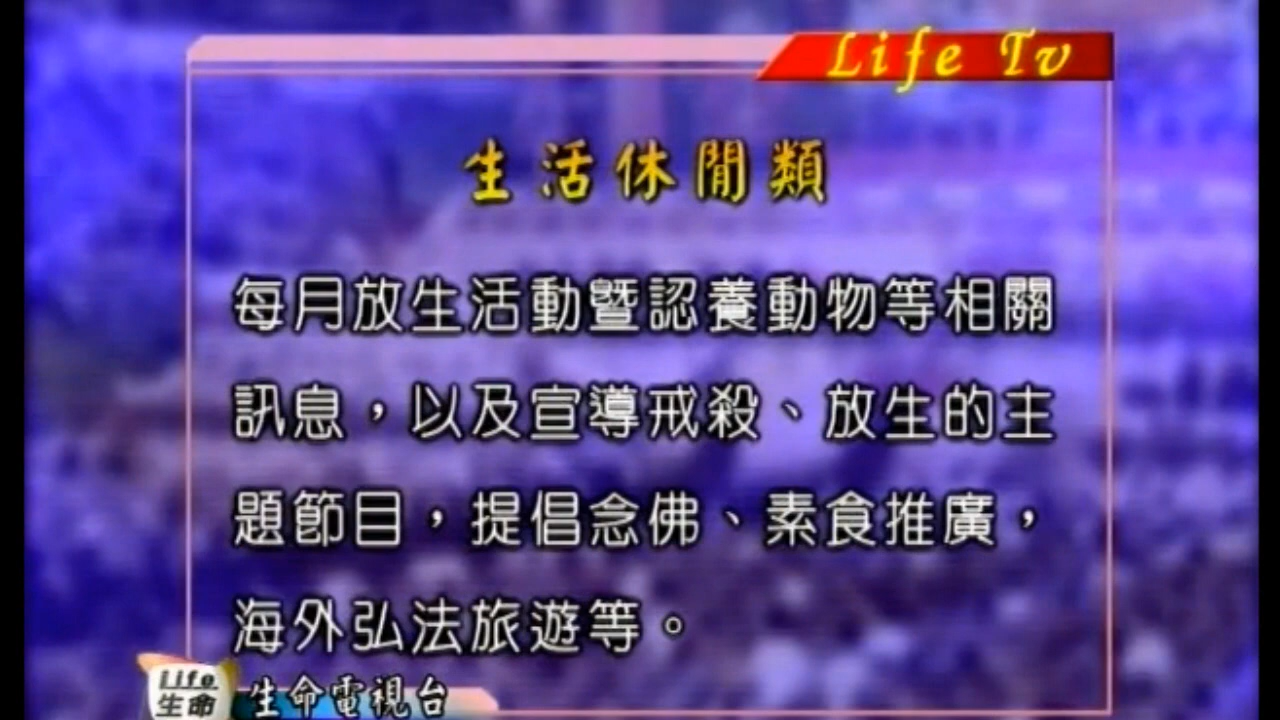 Life Tv
生活休閒類
每月放生活動暨認養動物等相關
訊息，以及宣導戒殺、放生的主
題節目，提倡念佛、素食推廣，
海外弘法旅遊等。
Life
生命
生命電視台